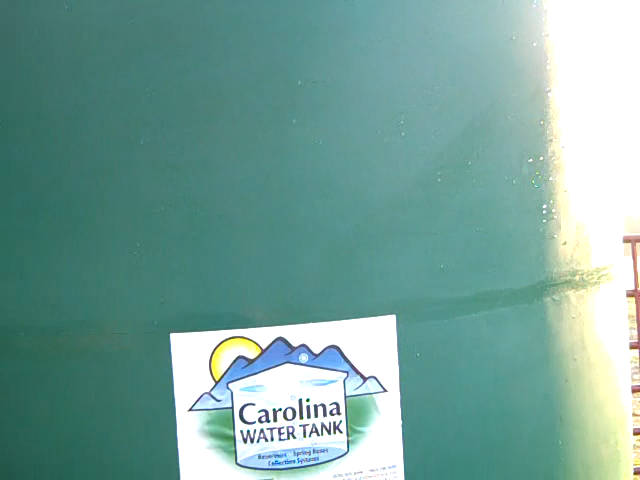 Carolina
WATER TANK
Reservoirs Spring Boxes
Collection Systems